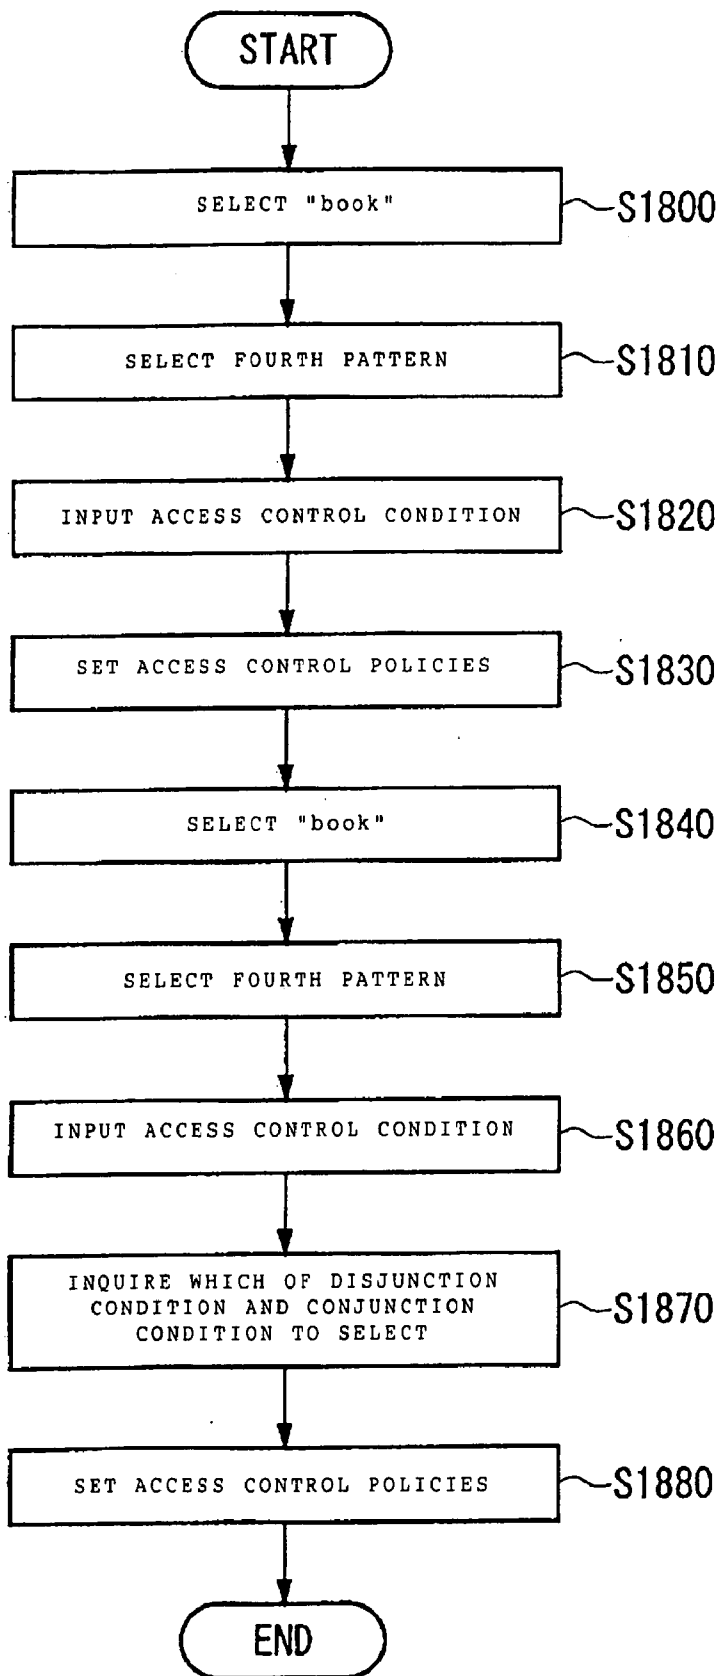 START
SELECT "book"
S1800
SELECT FOURTH PATTERN
S1810
INPUT ACCESS CONTROL CONDITION
S1820
SET ACCESS CONTROL POLICIES
S1830
SELECT "book"
S1840
SELECT FOURTH PATTERN
S1850
INPUT ACCESS CONTROL CONDITION
S1860
INQUIRE WHICH OF DISJUNCTION
CONDITION AND CONJUNCTION
CONDITION TO SELECT
S1870
SET ACCESS CONTROL POLICIES
S1880
END